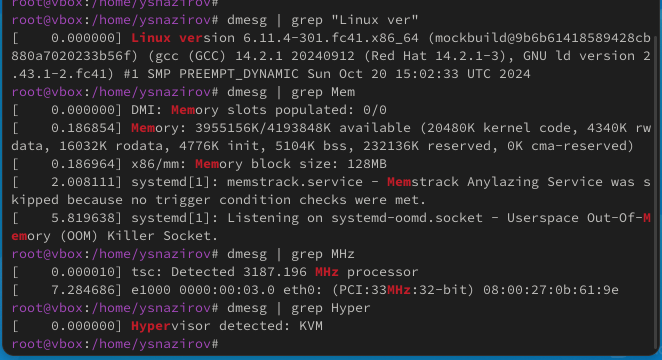 root@vbox:/home/ysnazirov#
root@vbox:/home/ysnazirov# dmesg | grep "Linux ver"
[    0.000000] Linux version 6.11.4-301.fc41.x86_64 (mockbuild@9b6b61418589428cb
880a7020233b56f) (gcc (GCC) 14.2.1 20240912 (Red Hat 14.2.1-3), GNU ld version 2
.43.1-2.fc41) #1 SMP PREEMPT_DYNAMIC Sun Oct 20 15:02:33 UTC 2024
root@vbox:/home/ysnazirov# dmesg | grep Mem
[    0.000000] DMI: Memory slots populated: 0/0
[    0.186854] Memory: 3955156K/4193848K available (20480K kernel code, 4340K rw
data, 16032K rodata, 4776K init, 5104K bss, 232136K reserved, 0K cma-reserved)
[    0.186964] x86/mm: Memory block size: 128MB
[    2.008111] systemd[1]: memstrack.service - Memstrack Anylazing Service was s
kipped because no trigger condition checks were met.
[    5.819638] systemd[1]: Listening on systemd-oomd.socket - Userspace Out-Of-M
emory (OOM) Killer Socket.
root@vbox:/home/ysnazirov# dmesg | grep MHz
[    0.000010] tsc: Detected 3187.196 MHz processor
[    7.284686] e1000 0000:00:03.0 eth0: (PCI:33MHz:32-bit) 08:00:27:0b:61:9e
root@vbox:/home/ysnazirov# dmesg | grep Hyper
[    0.000000] Hypervisor detected: KVM
root@vbox:/home/ysnazirov#